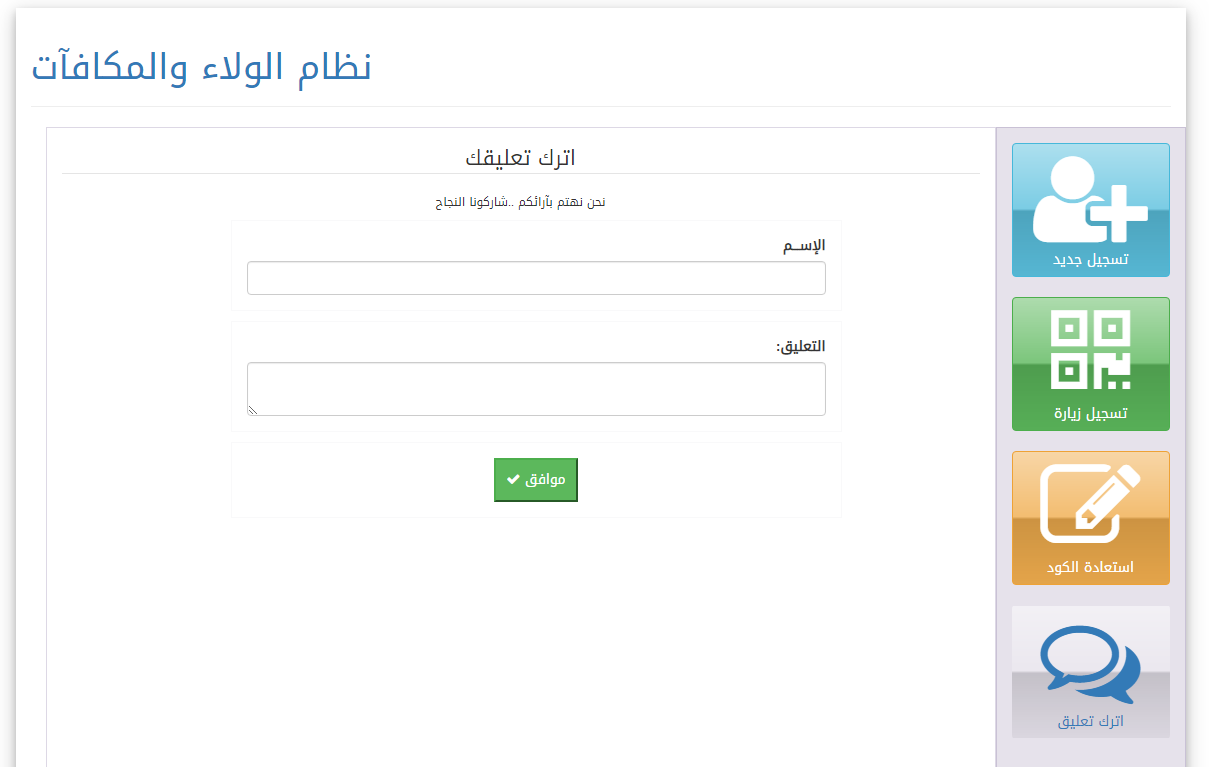 نظام الولاء والمكافآت
تسجيل جديد
تسجيل زيارة
استعادة الكود
اترك تعليق
اترك تعليقك
نحن نهتم بآرائكم ..شاركونا النجاح
الإســم
التعليق:
موافق